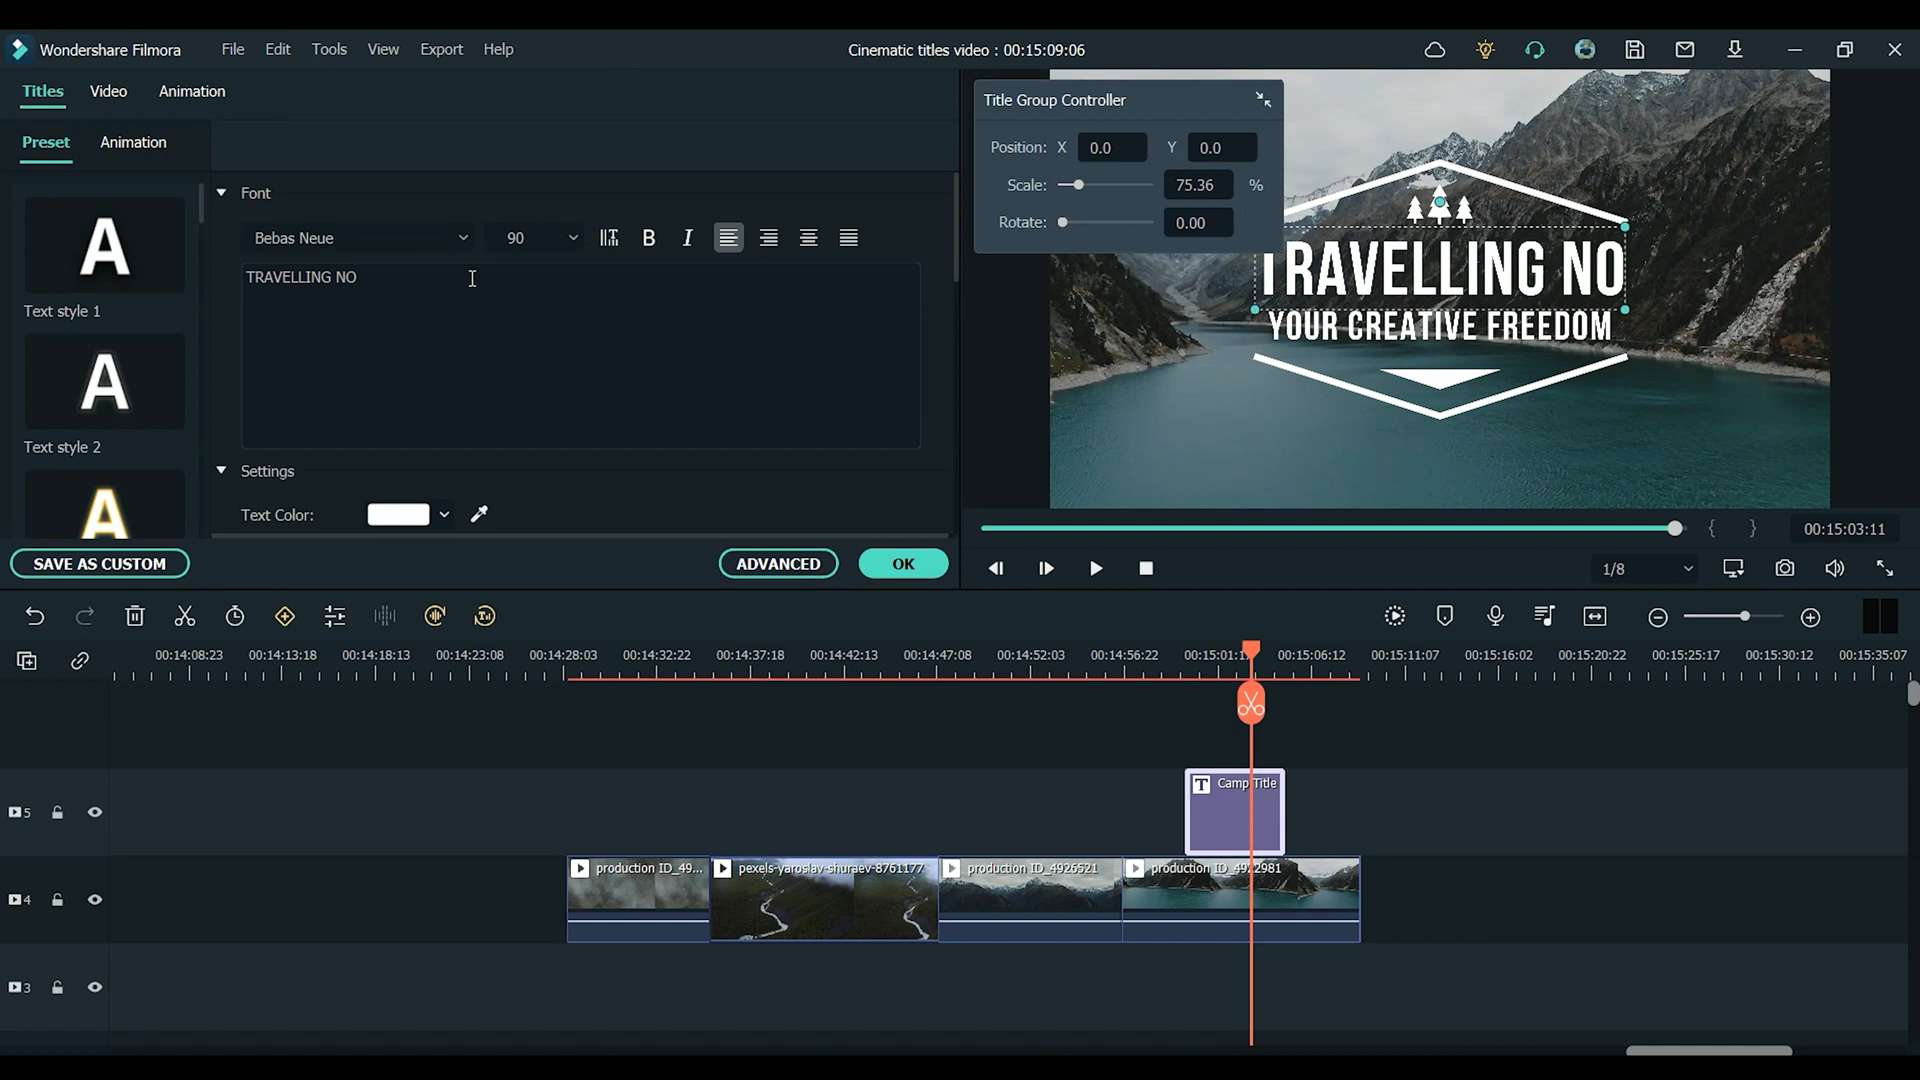 Wondershare Filmora File Edit Tools View Export Help Cinematic titles video : 00:15:09:06
Titles Video Animation
Preset Animation
Font
Bebas Neue 90 B I
TRAVELLING NO
A
Text style 1
A
Text style 2
A
Settings
Text Color:
SAVE AS CUSTOM ADVANCED OK
Title Group Controller
Position: X 0.0 Y 0.0
Scale: 75.36 %
Rotate: 0.00
TRAVELLING NO
YOUR CREATIVE FREEDOM
{ } 00:15:03:11
1/8
00:14:08:23 00:14:13:18 00:14:18:13 00:14:23:08 00:14:28:03 00:14:32:22 00:14:37:18 00:14:42:13 00:14:47:08 00:14:52:03 00:14:56:22 00:15:01:1 00:15:06:12 00:15:11:07 00:15:16:02 00:15:20:22 00:15:25:17 00:15:30:12 00:15:35:07
5 T Camp Title
4 production ID_49... pexels-yaroslav-shuraev-8761177 production ID_4926521 production ID_4922981
3